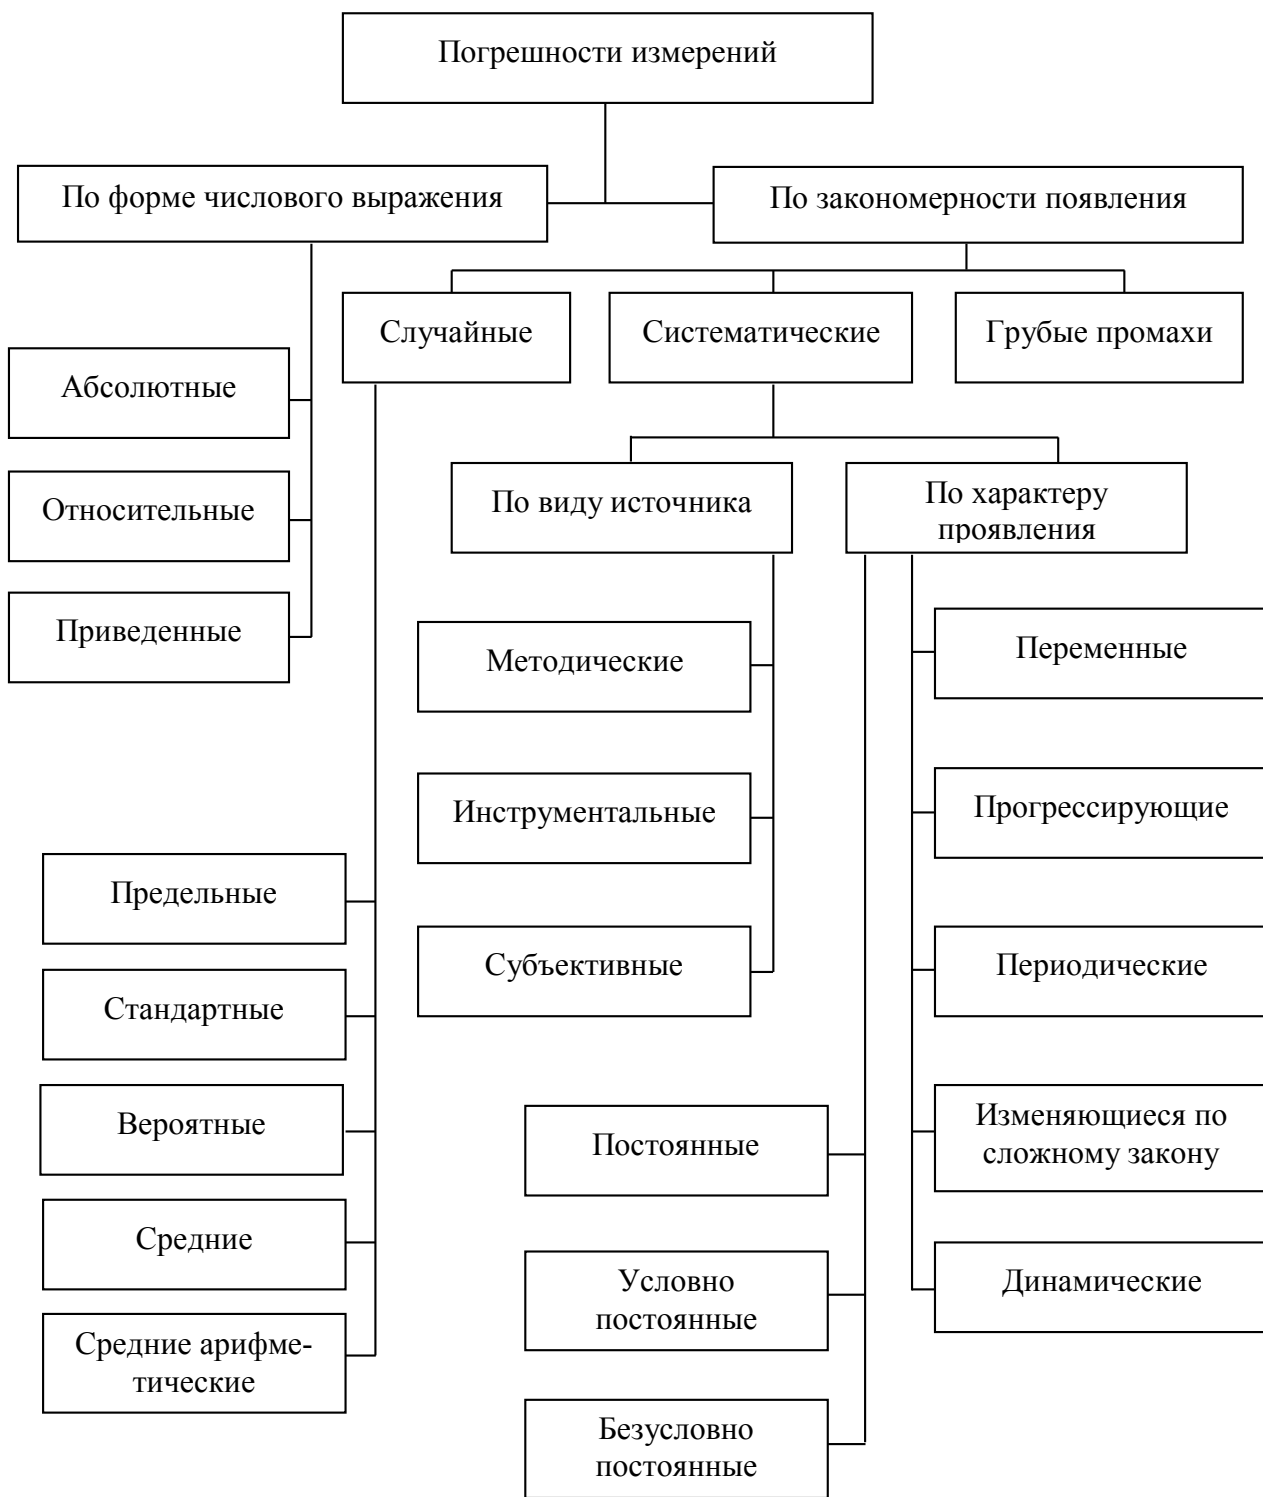 Погрешности измерений
По форме числового выражения
По закономерности появления
Случайные
Систематические
Грубые промахи
Абсолютные
Относительные
Приведенные
По виду источника
По характеру
проявления
Методические
Инструментальные
Субъективные
Переменные
Прогрессирующие
Периодические
Изменяющиеся по
сложному закону
Динамические
Предельные
Стандартные
Вероятные
Средние
Средние арифме-
тические
Постоянные
Условно
постоянные
Безусловно
постоянные